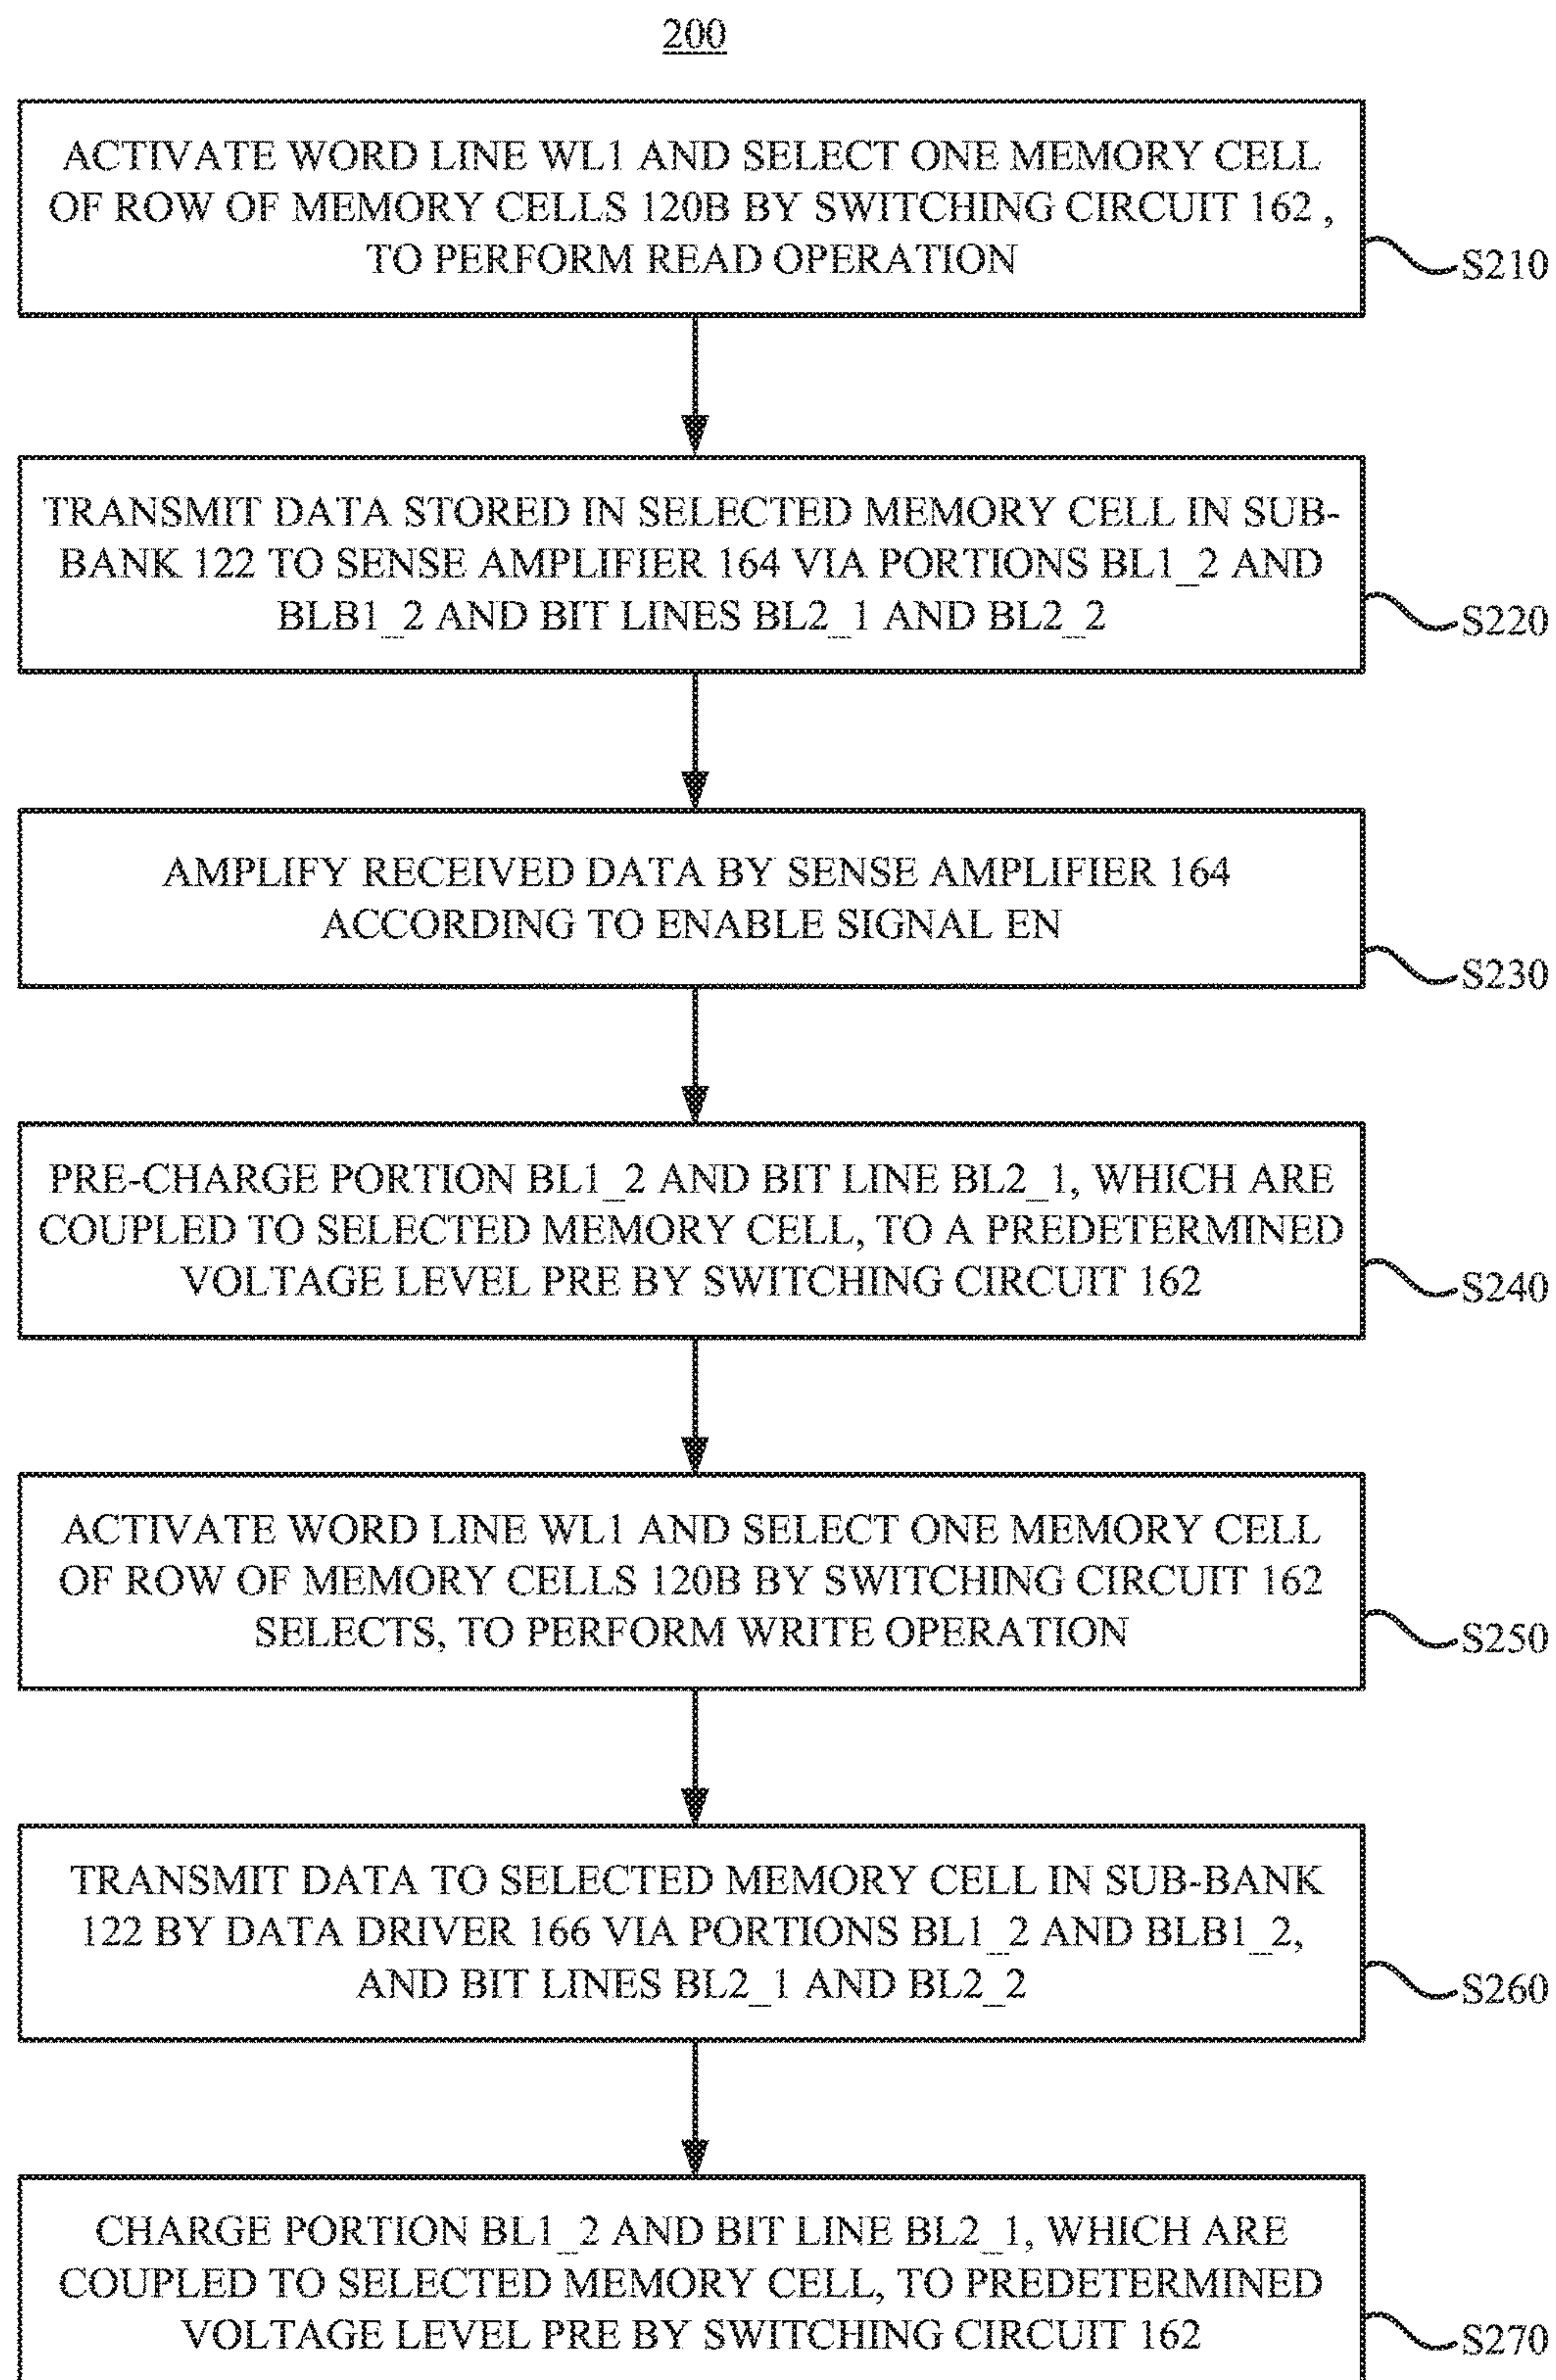 200
ACTIVATE WORD LINE WL1 AND SELECT ONE MEMORY CELL
OF ROW OF MEMORY CELLS 120B BY SWITCHING CIRCUIT 162 ,
TO PERFORM READ OPERATION
S210
TRANSMIT DATA STORED IN SELECTED MEMORY CELL IN SUB-
BANK 122 TO SENSE AMPLIFIER 164 VIA PORTIONS BL1_2 AND
BLB1_2 AND BIT LINES BL2_1 AND BL2_2
S220
AMPLIFY RECEIVED DATA BY SENSE AMPLIFIER 164
ACCORDING TO ENABLE SIGNAL EN
S230
PRE-CHARGE PORTION BL1_2 AND BIT LINE BL2_1, WHICH ARE
COUPLED TO SELECTED MEMORY CELL, TO A PREDETERMINED
VOLTAGE LEVEL PRE BY SWITCHING CIRCUIT 162
S240
ACTIVATE WORD LINE WL1 AND SELECT ONE MEMORY CELL
OF ROW OF MEMORY CELLS 120B BY SWITCHING CIRCUIT 162
SELECTS, TO PERFORM WRITE OPERATION
S250
TRANSMIT DATA TO SELECTED MEMORY CELL IN SUB-BANK
122 BY DATA DRIVER 166 VIA PORTIONS BL1_2 AND BLB1_2,
AND BIT LINES BL2_1 AND BL2_2
S260
CHARGE PORTION BL1_2 AND BIT LINE BL2_1, WHICH ARE
COUPLED TO SELECTED MEMORY CELL, TO PREDETERMINED
VOLTAGE LEVEL PRE BY SWITCHING CIRCUIT 162
S270